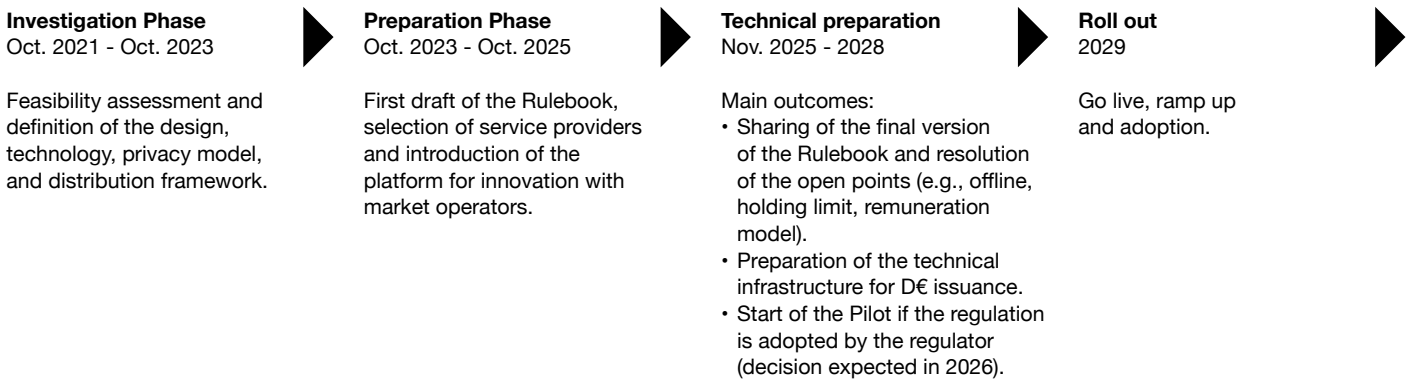 Investigation Phase
Oct. 2021 - Oct. 2023
Feasibility assessment and
definition of the design,
technology, privacy model,
and distribution framework.
Preparation Phase
Oct. 2023 - Oct. 2025
First draft of the Rulebook,
selection of service providers
and introduction of the
platform for innovation with
market operators.
Technical preparation
Nov. 2025 - 2028
Main outcomes:
• Sharing of the final version
of the Rulebook and resolution
of the open points (e.g., offline,
holding limit, remuneration
model).
• Preparation of the technical
infrastructure for D€ issuance.
• Start of the Pilot if the regulation
is adopted by the regulator
(decision expected in 2026).
Roll out
2029
Go live, ramp up
and adoption.